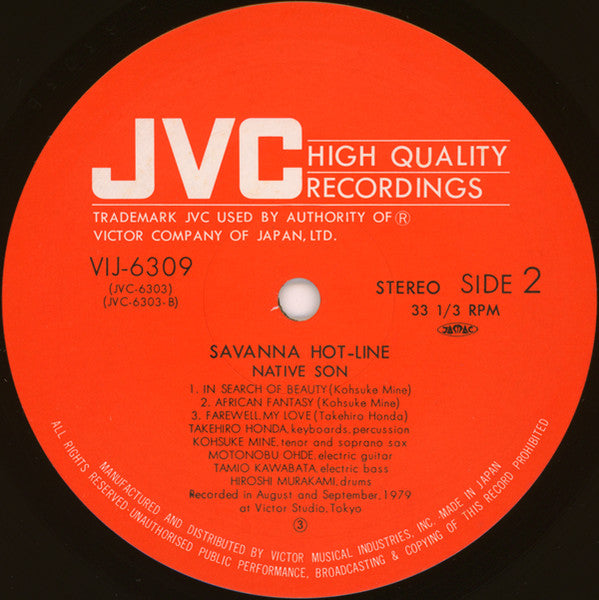 JVC
HIGH QUALITY
RECORDINGS
TRADEMARK JVC USED BY AUTHORITY OF ®
VICTOR COMPANY OF JAPAN, LTD.
VIJ-6309
(JVC-6303)
(JVC-6303-B)
STEREO SIDE 2
33 1/3 RPM
JASRAC
SAVANNA HOT-LINE
NATIVE SON
1. IN SEARCH OF BEAUTY (Kohsuke Mine)
2. AFRICAN FANTASY (Kohsuke Mine)
3. FAREWELL, MY LOVE (Takehiro Honda)
TAKEHIRO HONDA, keyboards, percussion
KOHSUKE MINE, tenor and soprano sax
MOTONOBU OHDE, electric guitar
TAMIO KAWABATA, electric bass
HIROSHI MURAKAMI, drums
Recorded in August and September, 1979
at Victor Studio, Tokyo
③
MANUFACTURED AND DISTRIBUTED BY VICTOR MUSICAL INDUSTRIES, INC. MADE IN JAPAN
ALL RIGHTS RESERVED·UNAUTHORISED PUBLIC PERFORMANCE, BROADCASTING & COPYING OF THIS RECORD PROHIBITED